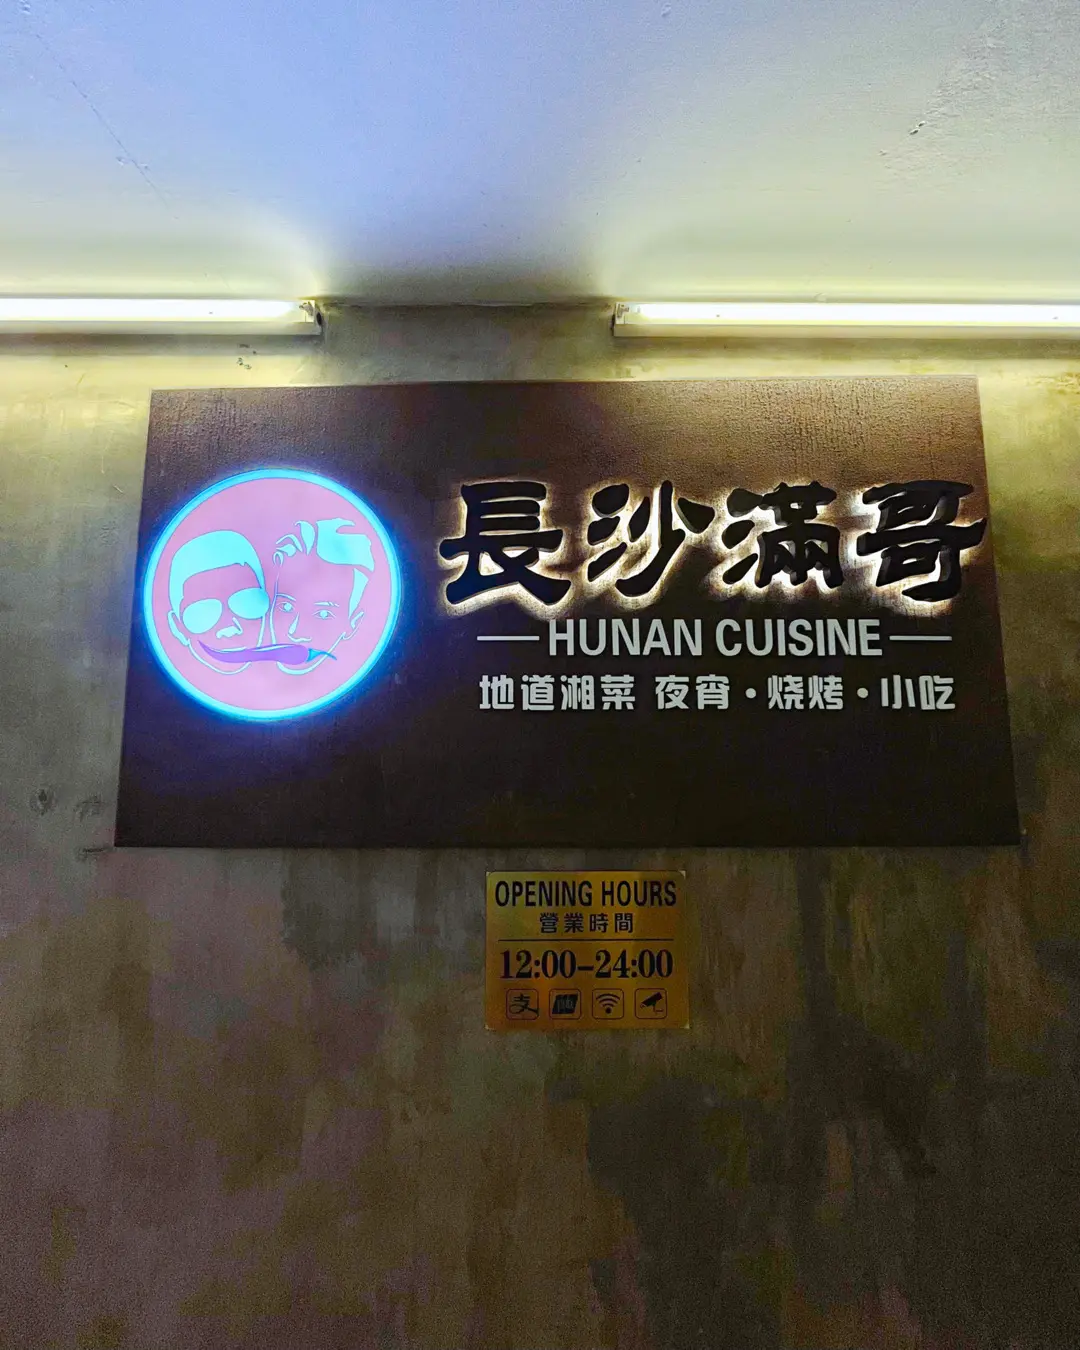 長沙滿哥
HUNAN CUISINE
地道湘菜 夜宵·烧烤·小吃
OPENING HOURS
營業時間
12:00-24:00
支